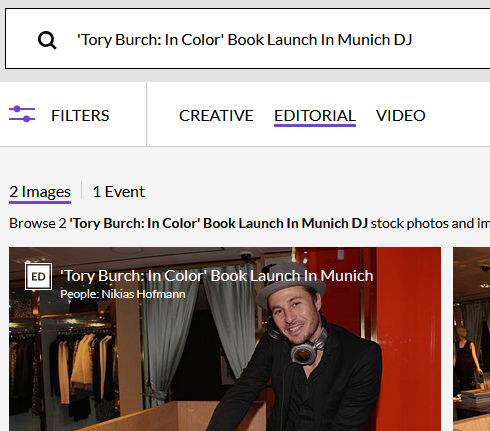 'Tory Burch: In Color' Book Launch In Munich DJ
FILTERS
CREATIVE EDITORIAL VIDEO
2 Images 1 Event
Browse 2 'Tory Burch: In Color' Book Launch In Munich DJ stock photos and im
ED 'Tory Burch: In Color' Book Launch In Munich
People: Nikias Hofmann